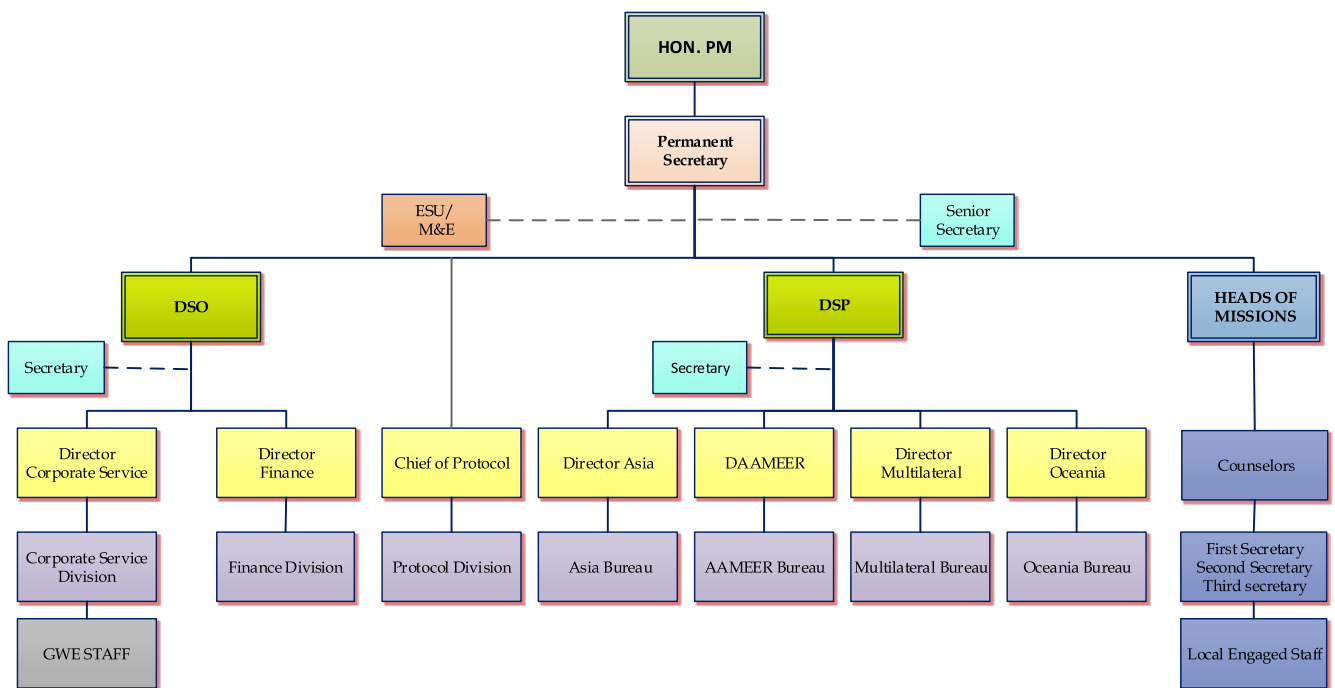 HON. PM
Permanent
Secretary
ESU/
M&E
Senior
Secretary
DSO
DSP
HEADS OF
MISSIONS
Secretary
Secretary
Director
Corporate Service
Director
Finance
Chief of Protocol
Director Asia
DAAMEER
Director
Multilateral
Director
Oceania
Counselors
Corporate Service
Division
Finance Division
Protocol Division
Asia Bureau
AAMEER Bureau
Multilateral Bureau
Oceania Bureau
First Secretary
Second Secretary
Third secretary
GWE STAFF
Local Engaged Staff